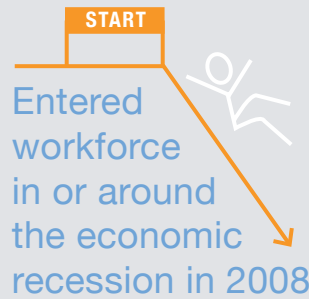 START
Entered
workforce
in or around
the economic
recession in 2008